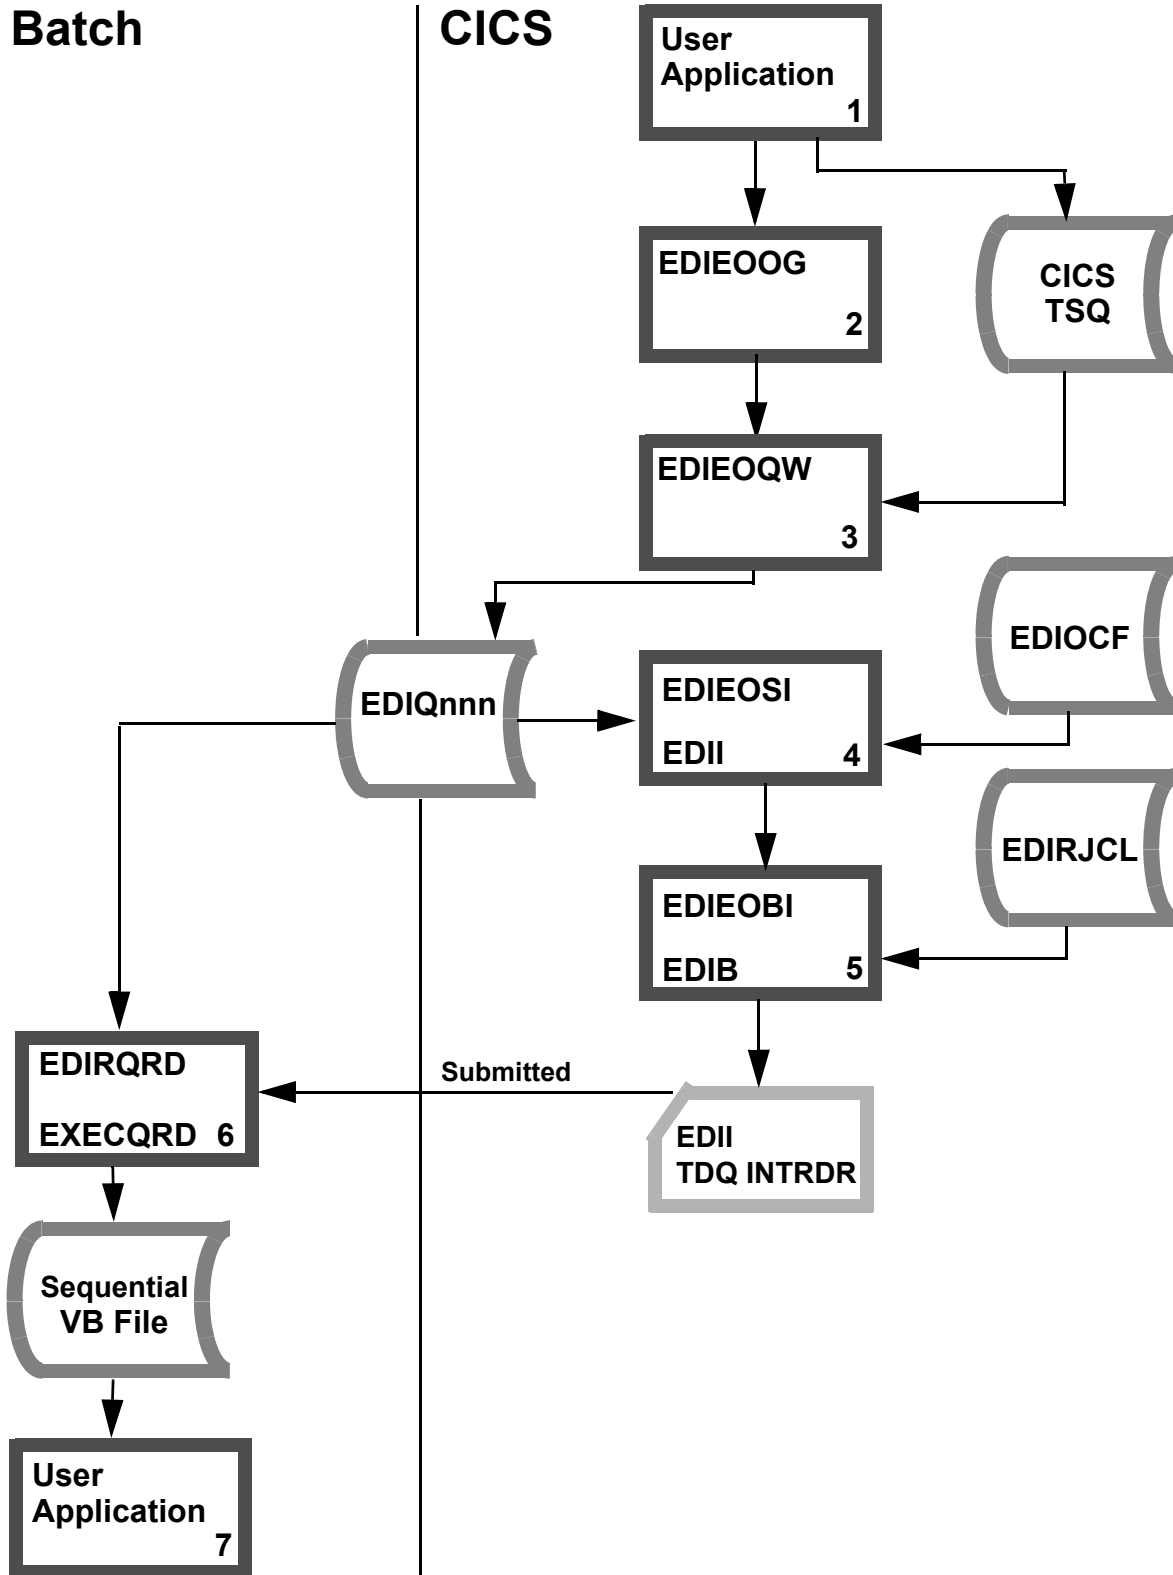 Batch
CICS
User
Application
1
EDIEOOG
2
CICS
TSQ
EDIEOQW
3
EDIOCF
EDIQnnn
EDIEOSI
EDII
4
EDIRJCL
EDIEOBI
EDIB
5
EDIRQRD
EXECQRD 6
Submitted
EDII
TDQ INTRDR
Sequential
VB File
User
Application
7